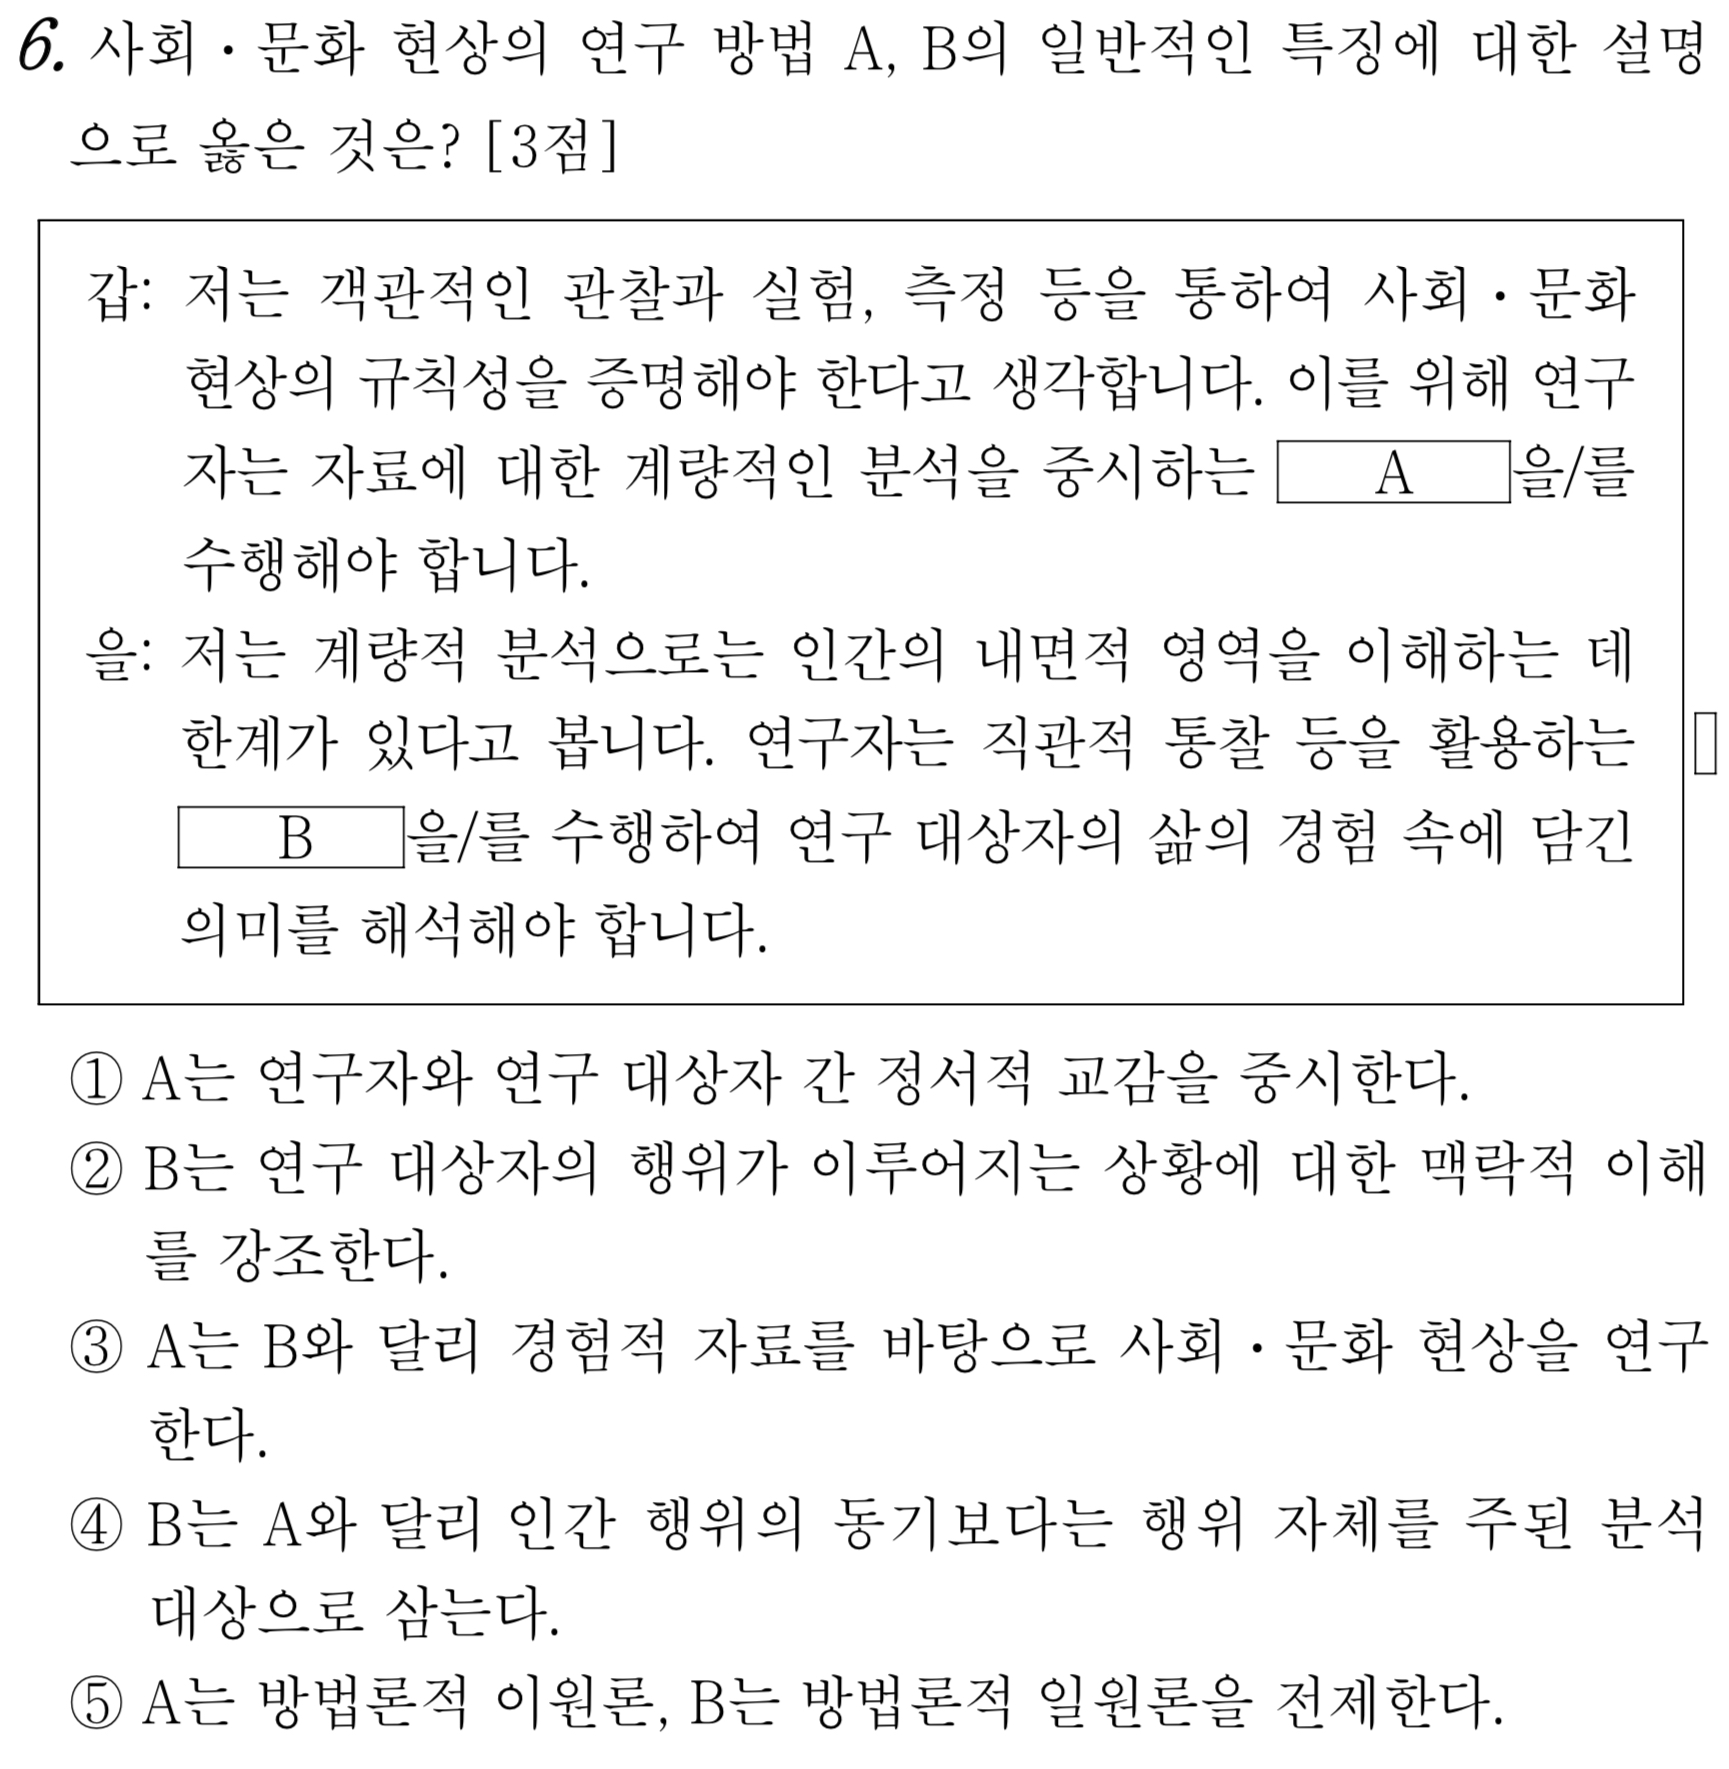 6. 사회·문화 현상의 연구 방법 A, B의 일반적인 특징에 대한 설명
으로 옳은 것은? [3점]
갑: 저는 객관적인 관찰과 실험, 측정 등을 통하여 사회·문화
현상의 규칙성을 증명해야 한다고 생각합니다. 이를 위해 연구
자는 자료에 대한 계량적인 분석을 중시하는 A 을/를
수행해야 합니다.
을: 저는 계량적 분석으로는 인간의 내면적 영역을 이해하는 데
한계가 있다고 봅니다. 연구자는 직관적 통찰 등을 활용하는
B 을/를 수행하여 연구 대상자의 삶의 경험 속에 담긴
의미를 해석해야 합니다.
① A는 연구자와 연구 대상자 간 정서적 교감을 중시한다.
② B는 연구 대상자의 행위가 이루어지는 상황에 대한 맥락적 이해
를 강조한다.
③ A는 B와 달리 경험적 자료를 바탕으로 사회·문화 현상을 연구
한다.
④ B는 A와 달리 인간 행위의 동기보다는 행위 자체를 주된 분석
대상으로 삼는다.
⑤ A는 방법론적 이원론, B는 방법론적 일원론을 전제한다.